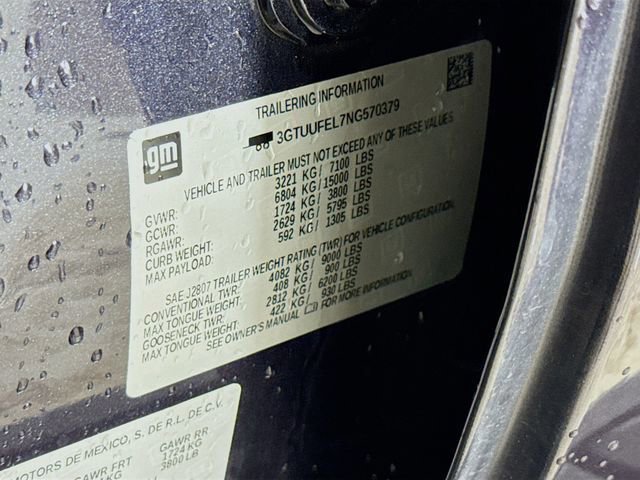 TRAILERING INFORMATION
3GTUUFEL7NG570379
gm
VEHICLE AND TRAILER MUST NOT EXCEED ANY OF THESE VALUES
GVWR: 3221 KG / 7100 LBS
GCWR: 6804 KG / 15000 LBS
RGAWR: 1724 KG / 3800 LBS
CURB WEIGHT: 2629 KG / 5795 LBS
MAX PAYLOAD: 592 KG / 1305 LBS
SAE J2807 TRAILER WEIGHT RATING (TWR) FOR VEHICLE CONFIGURATION.
CONVENTIONAL TWR: 4082 KG / 9000 LBS
MAX TONGUE WEIGHT: 408 KG / 900 LBS
GOOSENECK TWR: 2812 KG / 6200 LBS
MAX TONGUE WEIGHT: 422 KG / 930 LBS
SEE OWNER'S MANUAL FOR MORE INFORMATION.
MOTORS DE MEXICO, S. DE R.L. DE C.V.
GAWR FRT GAWR RR
KG 1724 KG
3800 LB